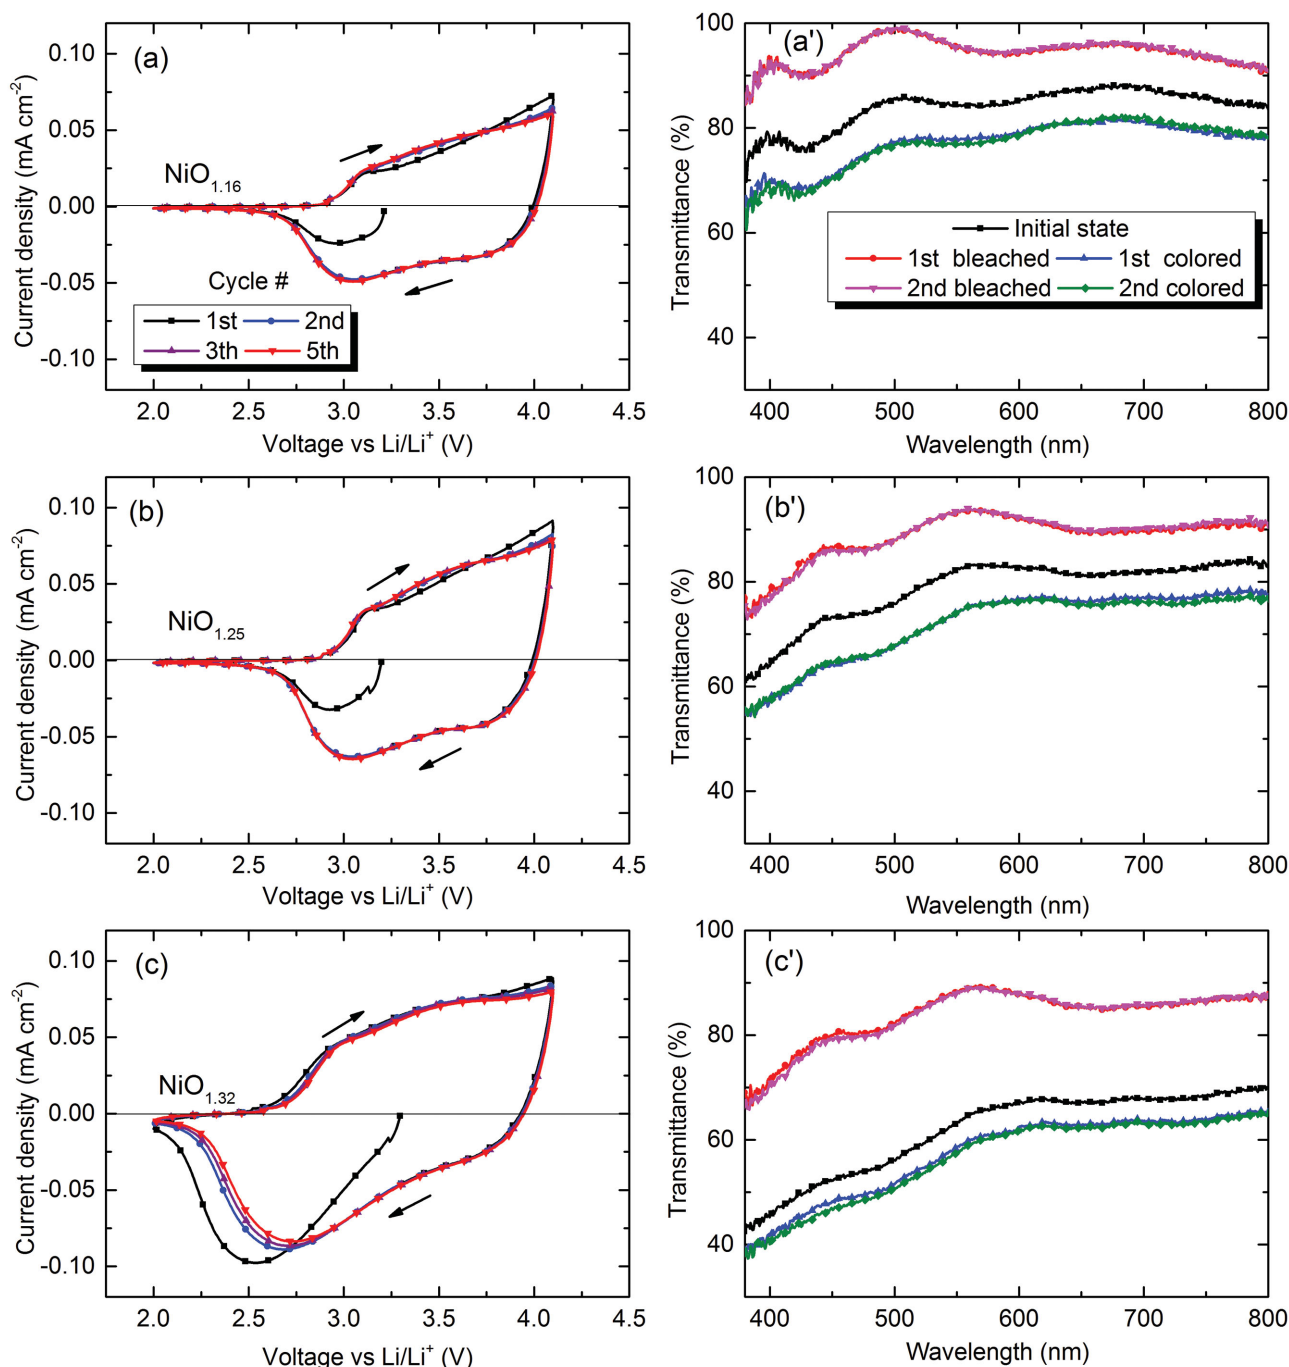 (a)
NiO1.16
Cycle #
1st 2nd
3th 5th
0.10
0.05
0.00
-0.05
-0.10
Current density (mA cm-2)
2.0 2.5 3.0 3.5 4.0 4.5
Voltage vs Li/Li+ (V)
(a')
Initial state
1st bleached 1st colored
2nd bleached 2nd colored
100
80
60
40
Transmittance (%)
400 500 600 700 800
Wavelength (nm)
(b)
NiO1.25
0.10
0.05
0.00
-0.05
-0.10
Current density (mA cm-2)
2.0 2.5 3.0 3.5 4.0 4.5
Voltage vs Li/Li+ (V)
(b')
100
80
60
40
Transmittance (%)
400 500 600 700 800
Wavelength (nm)
(c)
NiO1.32
0.10
0.05
0.00
-0.05
-0.10
Current density (mA cm-2)
2.0 2.5 3.0 3.5 4.0 4.5
Voltage vs Li/Li+ (V)
(c')
100
80
60
40
Transmittance (%)
400 500 600 700 800
Wavelength (nm)